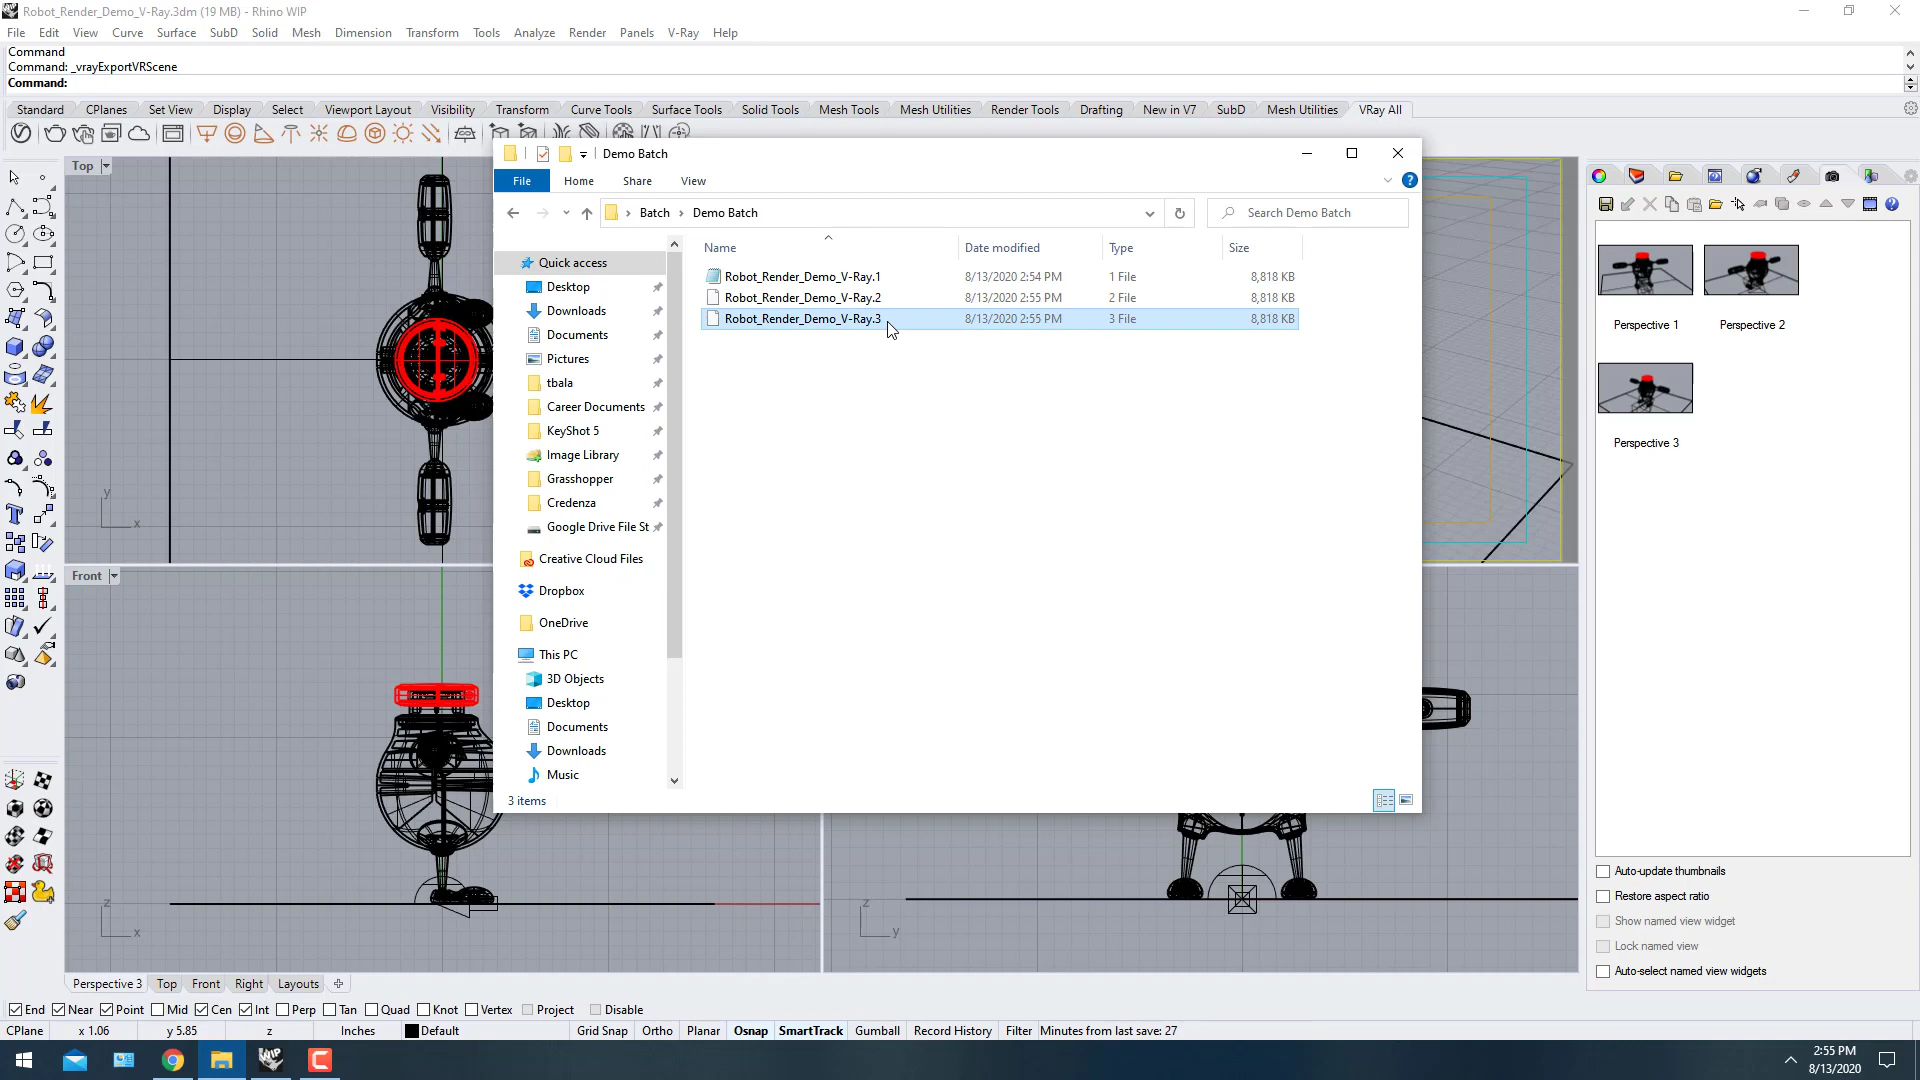 Robot_Render_Demo_V-Ray.3dm (19 MB) - Rhino WIP
File Edit View Curve Surface SubD Solid Mesh Dimension Transform Tools Analyze Render Panels V-Ray Help
Command
Command: _vrayExportVRScene
Command:
Standard CPlanes Set View Display Select Viewport Layout Visibility Transform Curve Tools Surface Tools Solid Tools Mesh Tools Mesh Utilities Render Tools Drafting New in V7 SubD Mesh Utilities VRay All
Top
Demo Batch
File Home Share View
Batch Demo Batch
Search Demo Batch
Name Date modified Type Size
Robot_Render_Demo_V-Ray.1 8/13/2020 2:54 PM 1 File 8,818 KB
Robot_Render_Demo_V-Ray.2 8/13/2020 2:55 PM 2 File 8,818 KB
Robot_Render_Demo_V-Ray.3 8/13/2020 2:55 PM 3 File 8,818 KB
Quick access
Desktop
Downloads
Documents
Pictures
tbala
Career Documents
KeyShot 5
Image Library
Grasshopper
Credenza
Google Drive File St
Creative Cloud Files
Dropbox
OneDrive
This PC
3D Objects
Desktop
Documents
Downloads
Music
3 items
y
x
Front
z
x
z
y
Perspective 1 Perspective 2
Perspective 3
Auto-update thumbnails
Restore aspect ratio
Show named view widget
Lock named view
Auto-select named view widgets
Perspective 3 Top Front Right Layouts
End Near Point Mid Cen Int Perp Tan Quad Knot Vertex Project Disable
CPlane x 1.06 y 5.85 z Inches Default Grid Snap Ortho Planar Osnap SmartTrack Gumball Record History Filter Minutes from last save: 27
WIP
2:55 PM
8/13/2020